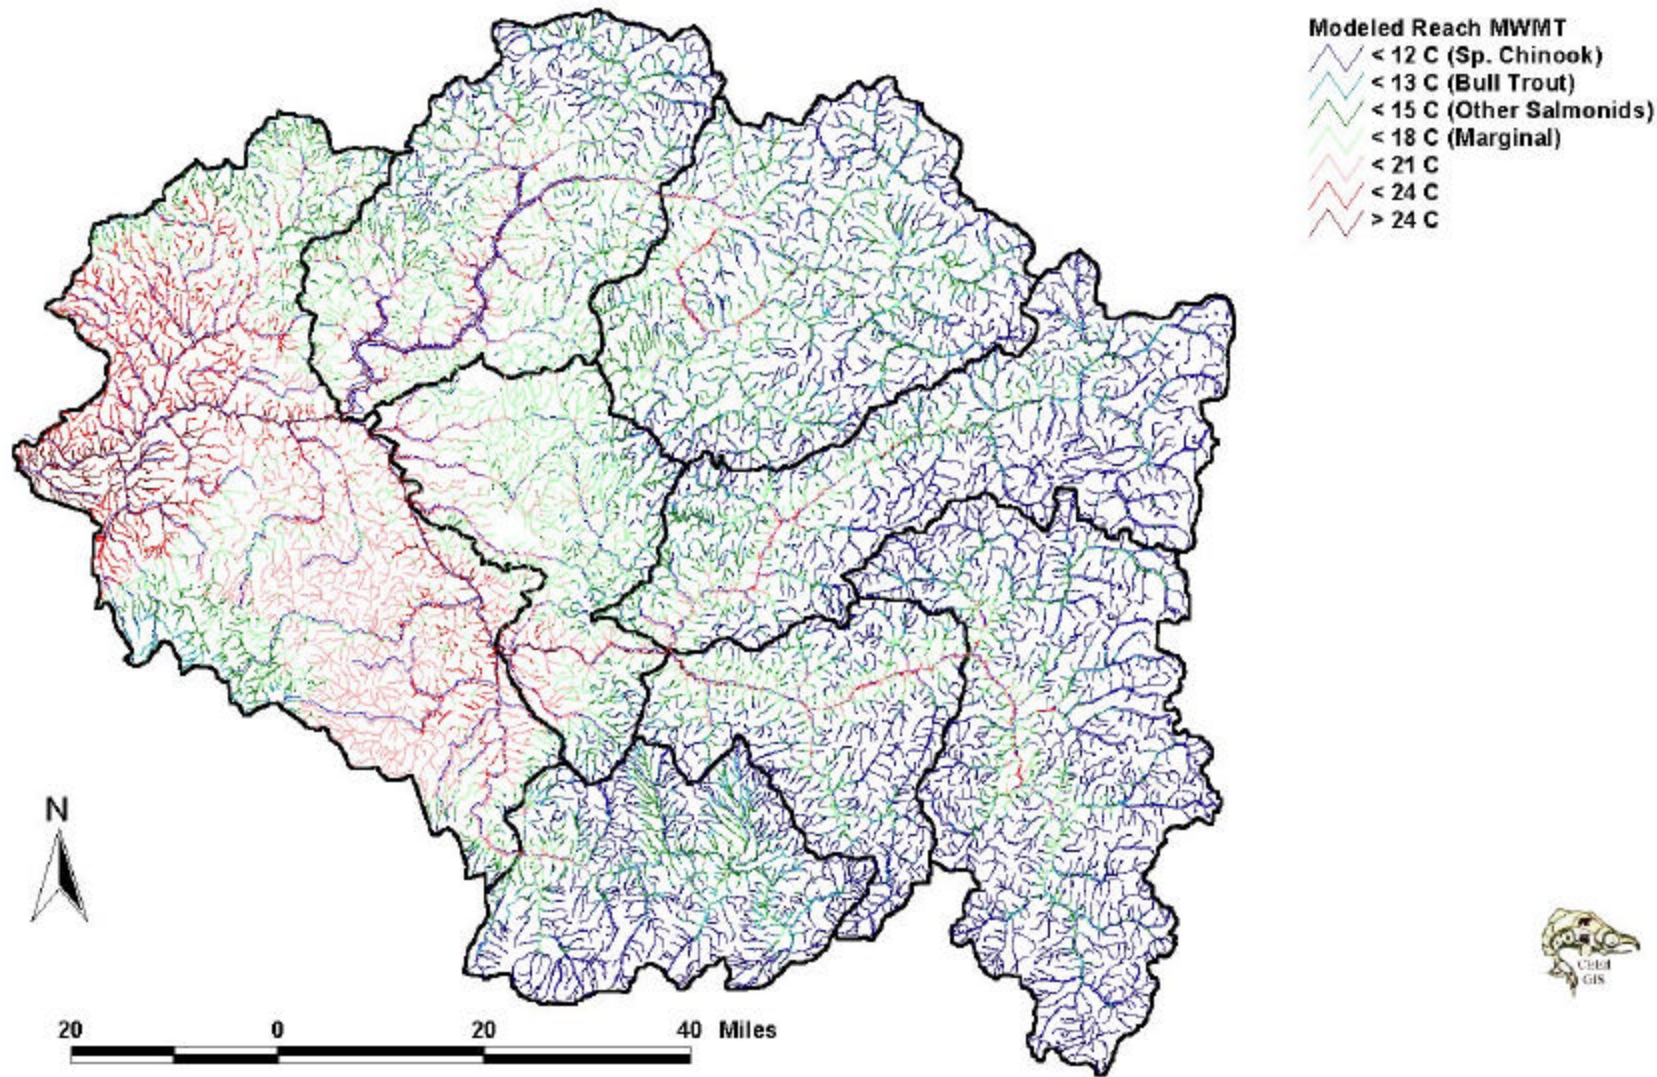 Modeled Reach MWMT
< 12 C (Sp. Chinook)
< 13 C (Bull Trout)
< 15 C (Other Salmonids)
< 18 C (Marginal)
< 21 C
< 24 C
> 24 C
N
20 0 20 40 Miles
GIS